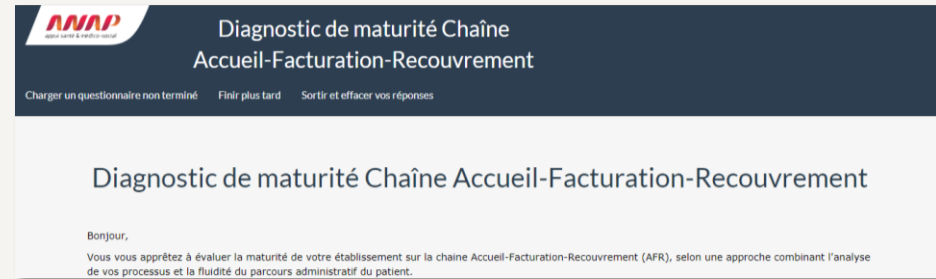 ANAP
appui santé & médico-social
Diagnostic de maturité Chaîne
Accueil-Facturation-Recouvrement
Charger un questionnaire non terminé Finir plus tard Sortir et effacer vos réponses
Diagnostic de maturité Chaîne Accueil-Facturation-Recouvrement
Bonjour,
Vous vous apprêtez à évaluer la maturité de votre établissement sur la chaine Accueil-Facturation-Recouvrement (AFR), selon une approche combinant l'analyse
de vos processus et la fluidité du parcours administratif du patient.